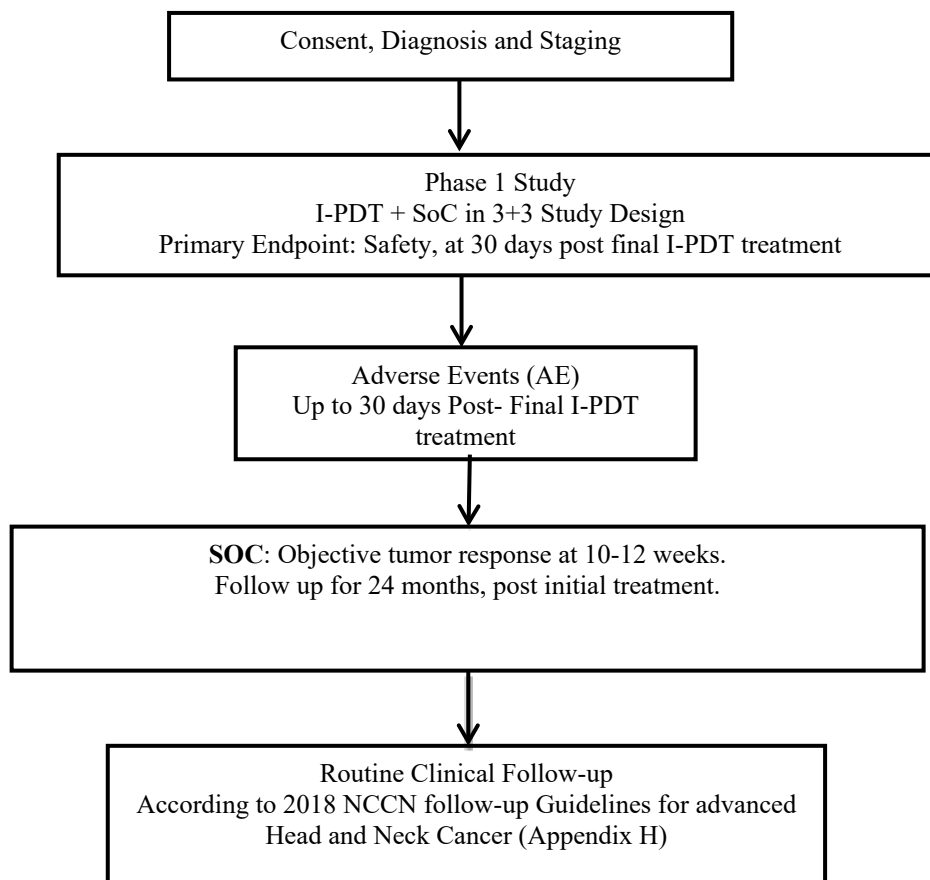 Consent, Diagnosis and Staging
Phase 1 Study
I-PDT + SoC in 3+3 Study Design
Primary Endpoint: Safety, at 30 days post final I-PDT treatment
Adverse Events (AE)
Up to 30 days Post- Final I-PDT
treatment
SOC: Objective tumor response at 10-12 weeks.
Follow up for 24 months, post initial treatment.
Routine Clinical Follow-up
According to 2018 NCCN follow-up Guidelines for advanced
Head and Neck Cancer (Appendix H)